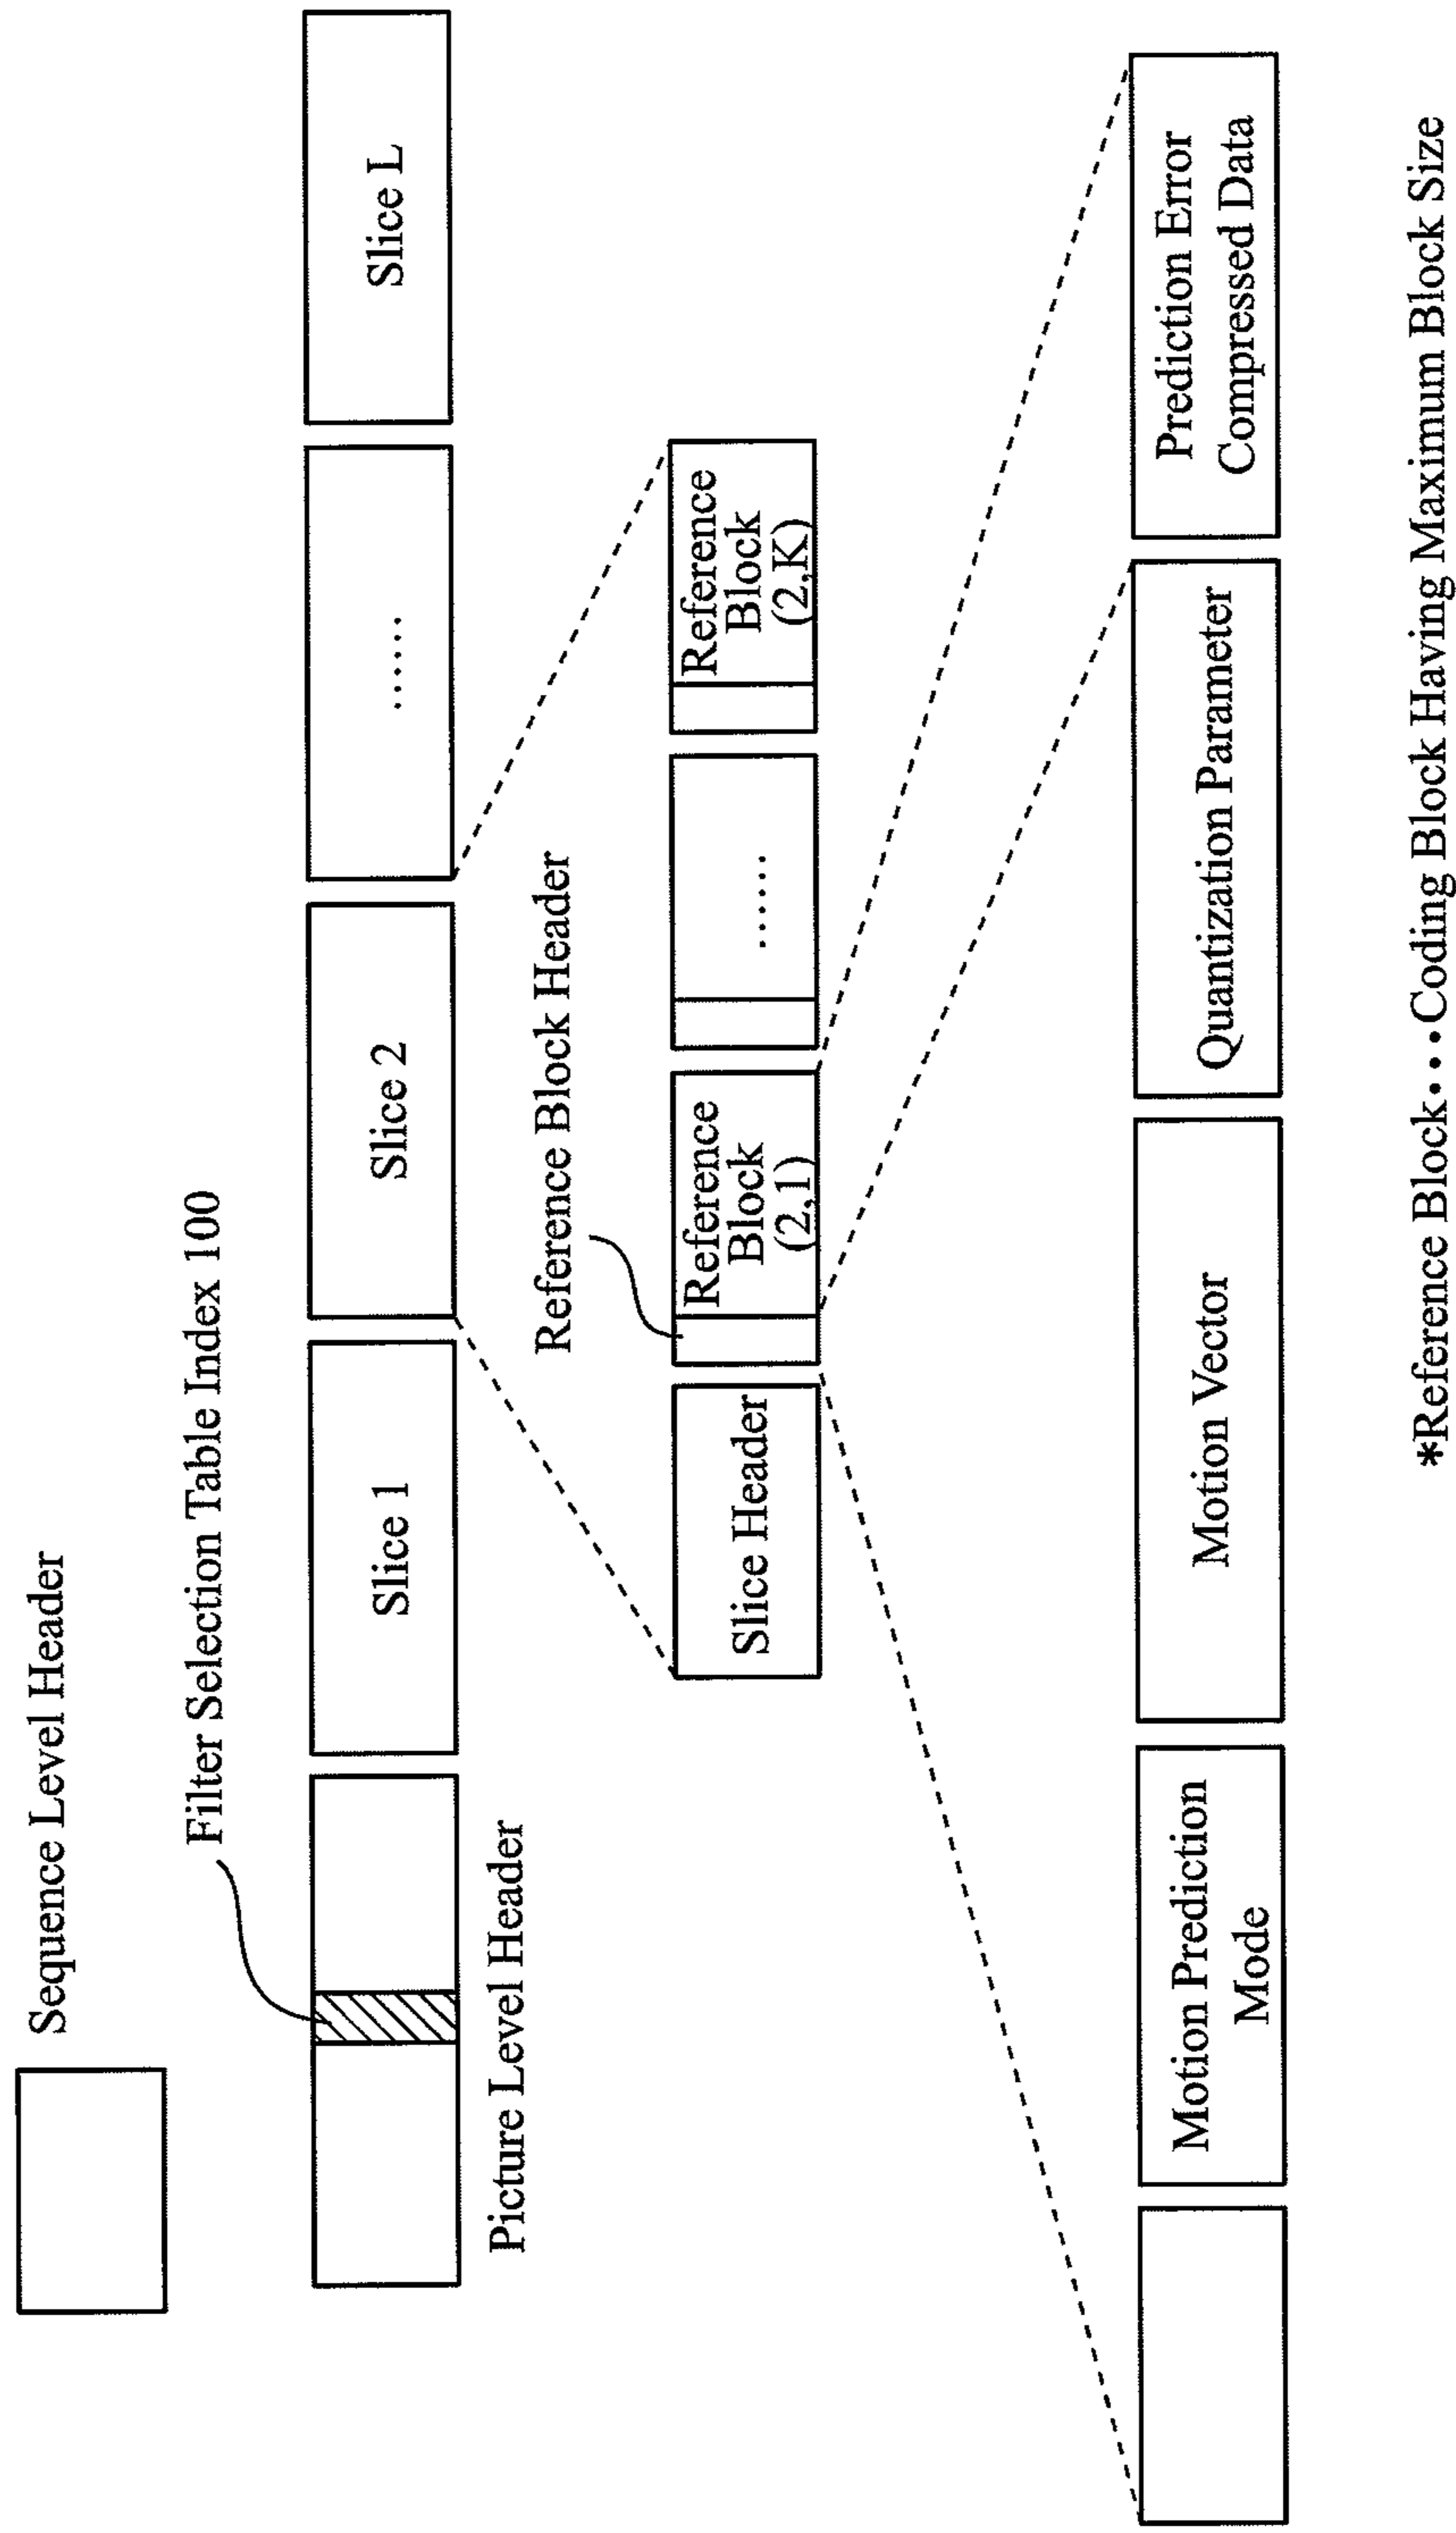 Sequence Level Header
Filter Selection Table Index 100
Picture Level Header
Slice 1
Slice 2
......
Slice L
Reference Block Header
Slice Header
Reference
Block
(2,1)
......
Reference
Block
(2,K)
Motion Prediction
Mode
Motion Vector
Quantization Parameter
Prediction Error
Compressed Data
*Reference Block•••Coding Block Having Maximum Block Size